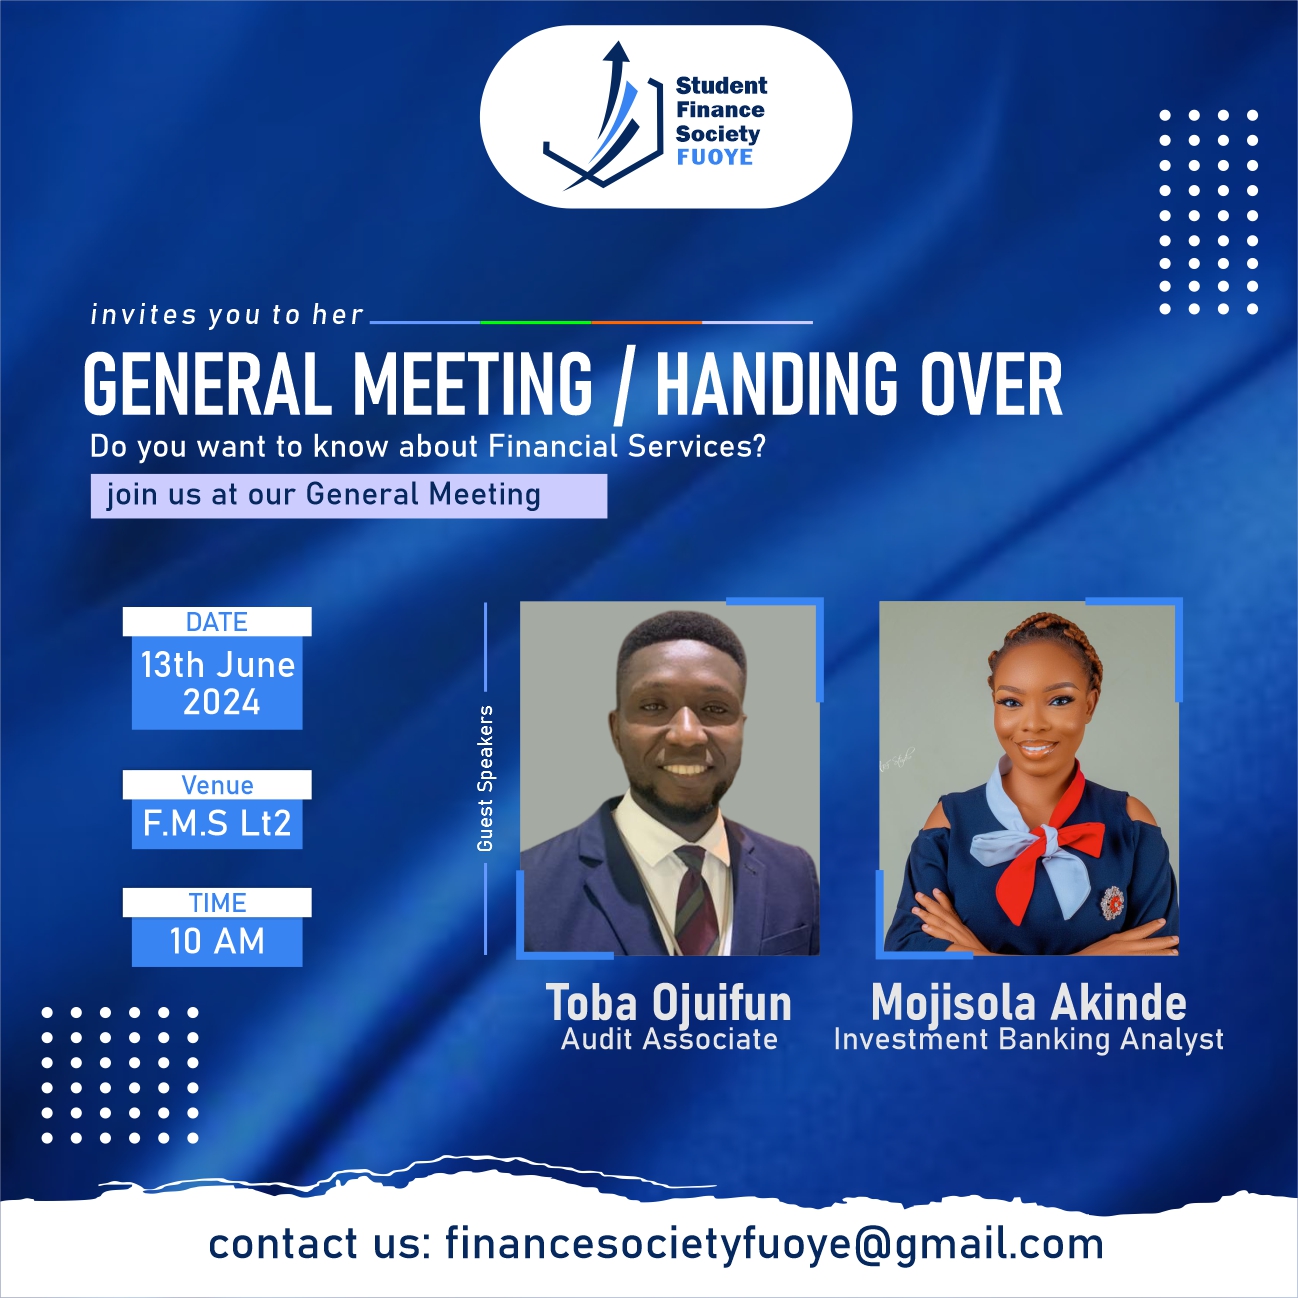 Student
Finance
Society
FUOYE
invites you to her
GENERAL MEETING / HANDING OVER
Do you want to know about Financial Services?
join us at our General Meeting
DATE
13th June
2024
Venue
F.M.S Lt2
TIME
10 AM
Guest Speakers
Toba Ojuifun
Audit Associate
Mojisola Akinde
Investment Banking Analyst
contact us: financesocietyfuoye@gmail.com